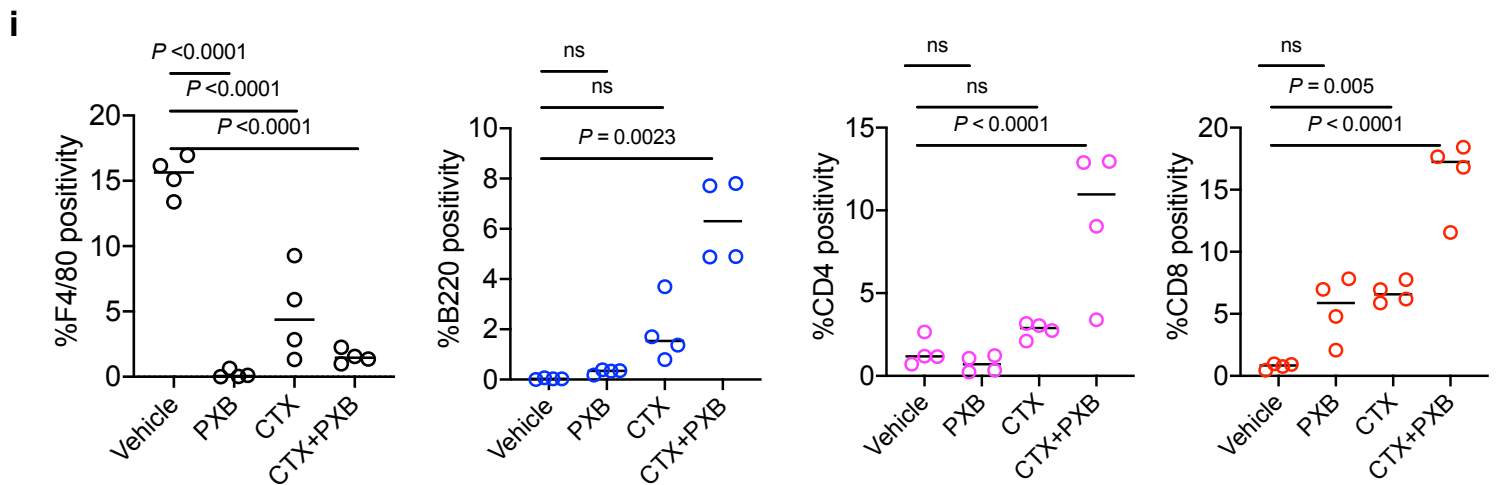 i
P <0.0001
P <0.0001
P <0.0001
%F4/80 positivity
20
15
10
5
0
Vehicle
PXB
CTX
CTX+PXB
ns
ns
P = 0.0023
%B220 positivity
10
8
6
4
2
0
Vehicle
PXB
CTX
CTX+PXB
ns
ns
P < 0.0001
%CD4 positivity
15
10
5
0
Vehicle
PXB
CTX
CTX+PXB
ns
P = 0.005
P < 0.0001
%CD8 positivity
20
15
10
5
0
Vehicle
PXB
CTX
CTX+PXB